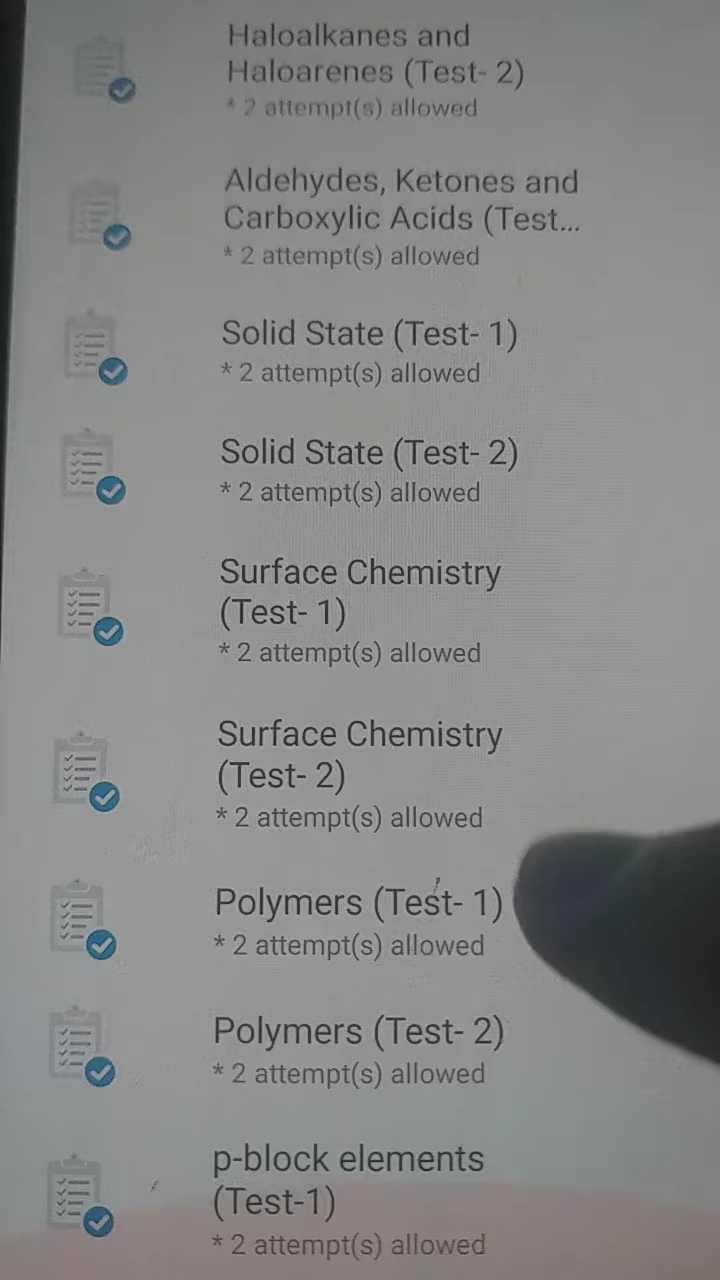 Haloalkanes and
Haloarenes (Test- 2)
* 2 attempt(s) allowed
Aldehydes, Ketones and
Carboxylic Acids (Test...
* 2 attempt(s) allowed
Solid State (Test- 1)
* 2 attempt(s) allowed
Solid State (Test- 2)
* 2 attempt(s) allowed
Surface Chemistry
(Test- 1)
* 2 attempt(s) allowed
Surface Chemistry
(Test- 2)
* 2 attempt(s) allowed
Polymers (Test- 1)
* 2 attempt(s) allowed
Polymers (Test- 2)
* 2 attempt(s) allowed
p-block elements
(Test-1)
* 2 attempt(s) allowed